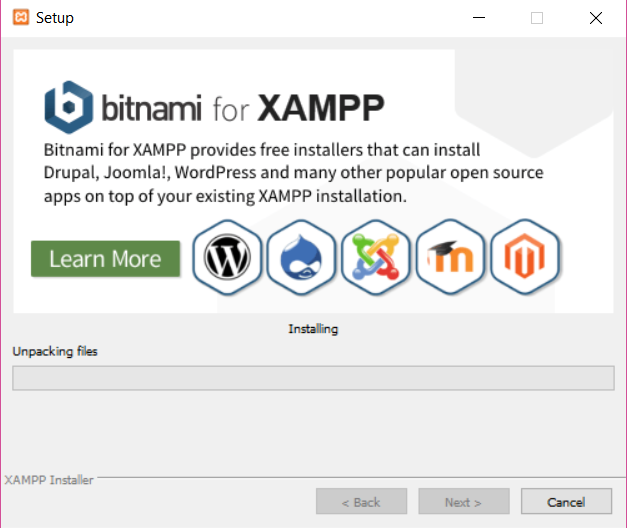 Setup
bitnami for XAMPP
Bitnami for XAMPP provides free installers that can install
Drupal, Joomla!, WordPress and many other popular open source
apps on top of your existing XAMPP installation.
Learn More
Installing
Unpacking files
XAMPP Installer
< Back
Next >
Cancel